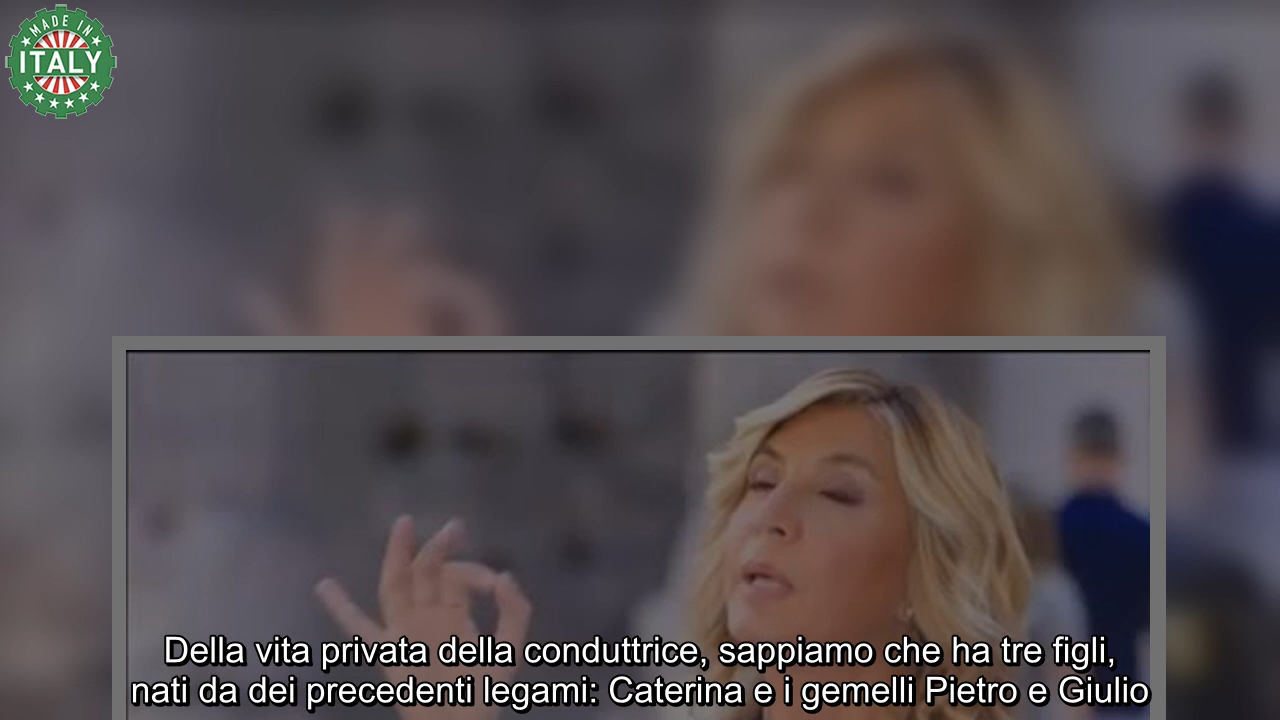 MADE IN
ITALY
Della vita privata della conduttrice, sappiamo che ha tre figli,
nati da dei precedenti legami: Caterina e i gemelli Pietro e Giulio